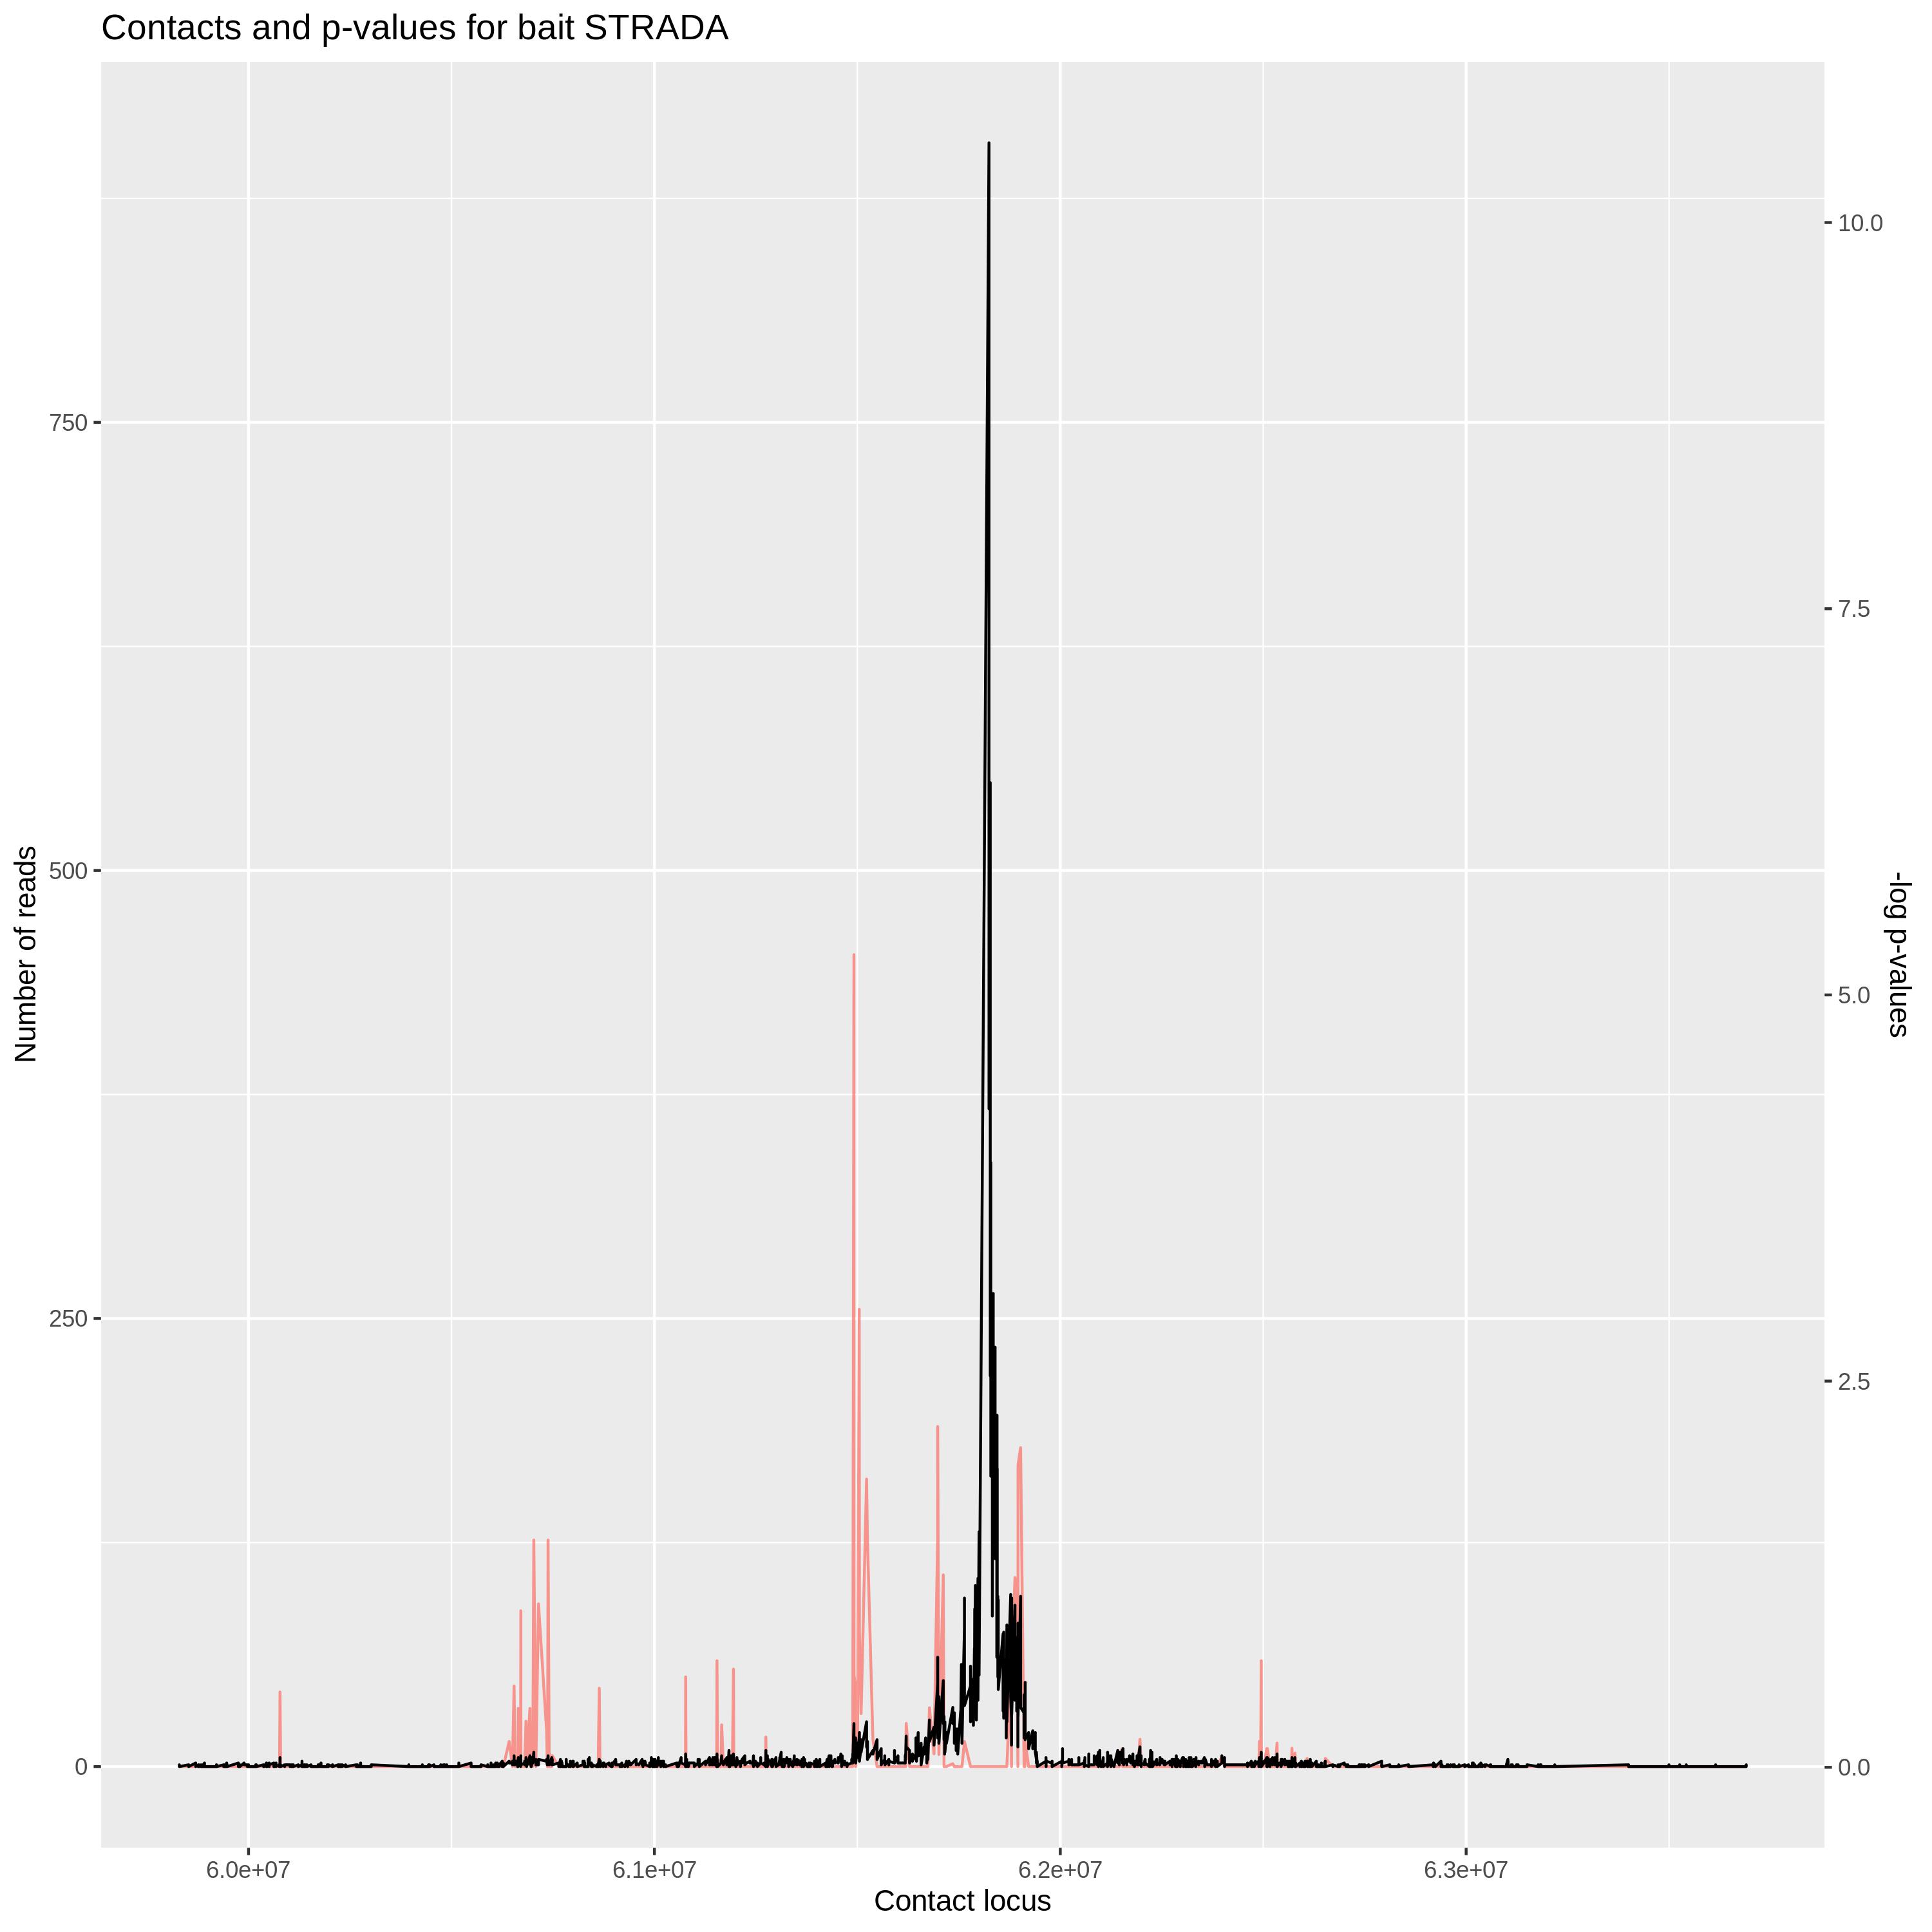 Contacts and p-values for bait STRADA
Number of reads
750
500
250
0
10.0
7.5
5.0
2.5
0.0
-log p-values
6.0e+07
6.1e+07
6.2e+07
6.3e+07
Contact locus